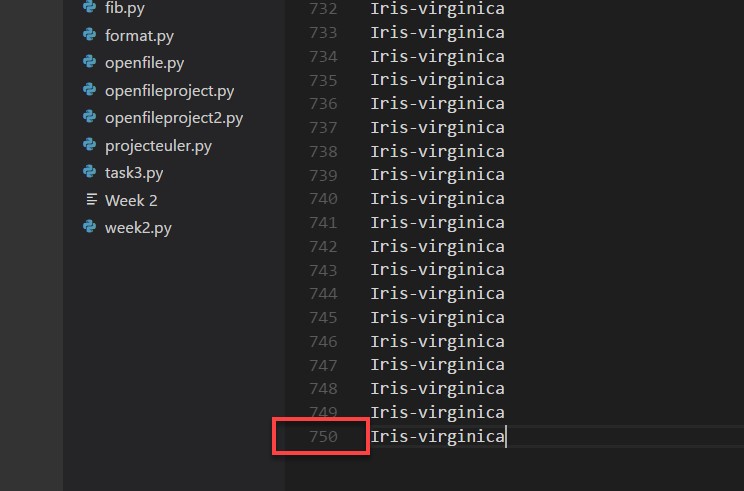 fib.py
format.py
openfile.py
openfileproject.py
openfileproject2.py
projecteuler.py
task3.py
Week 2
week2.py
732 Iris-virginica
733 Iris-virginica
734 Iris-virginica
735 Iris-virginica
736 Iris-virginica
737 Iris-virginica
738 Iris-virginica
739 Iris-virginica
740 Iris-virginica
741 Iris-virginica
742 Iris-virginica
743 Iris-virginica
744 Iris-virginica
745 Iris-virginica
746 Iris-virginica
747 Iris-virginica
748 Iris-virginica
749 Iris-virginica
750 Iris-virginica